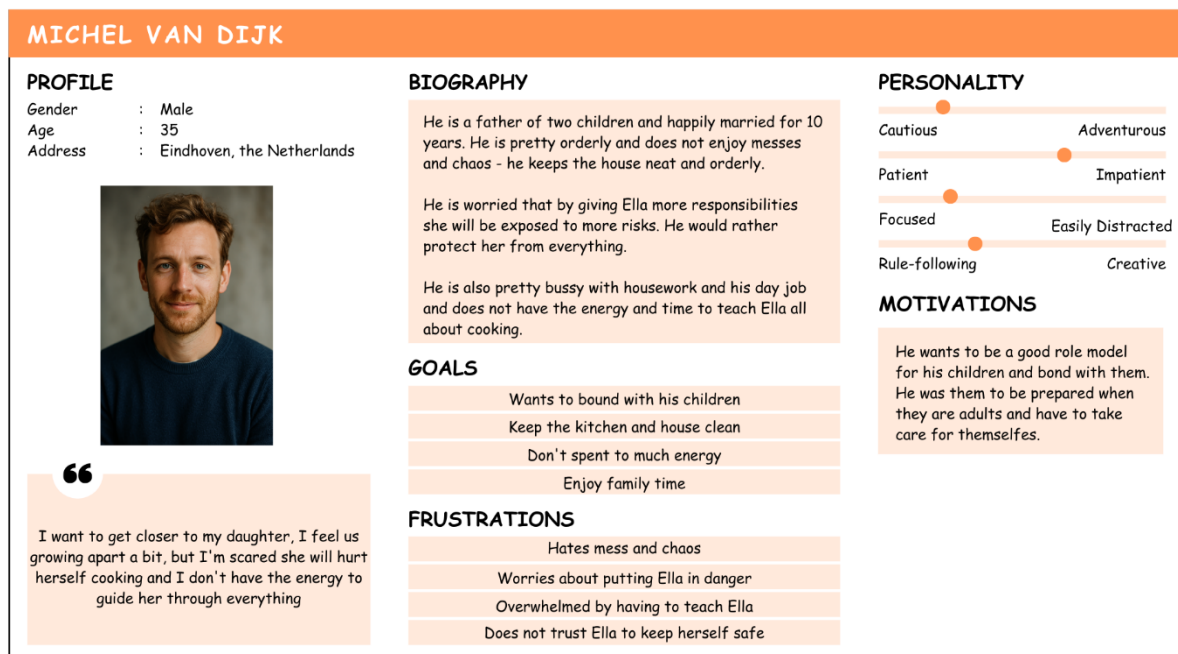 MICHEL VAN DIJK
PROFILE
Gender : Male
Age : 35
Address : Eindhoven, the Netherlands
❝
I want to get closer to my daughter, I feel us
growing apart a bit, but I'm scared she will hurt
herself cooking and I don't have the energy to
guide her through everything
BIOGRAPHY
He is a father of two children and happily married for 10
years. He is pretty orderly and does not enjoy messes
and chaos - he keeps the house neat and orderly.
He is worried that by giving Ella more responsibilities
she will be exposed to more risks. He would rather
protect her from everything.
He is also pretty bussy with housework and his day job
and does not have the energy and time to teach Ella all
about cooking.
GOALS
Wants to bound with his children
Keep the kitchen and house clean
Don't spent to much energy
Enjoy family time
FRUSTRATIONS
Hates mess and chaos
Worries about putting Ella in danger
Overwhelmed by having to teach Ella
Does not trust Ella to keep herself safe
PERSONALITY
Cautious Adventurous
Patient Impatient
Focused Easily Distracted
Rule-following Creative
MOTIVATIONS
He wants to be a good role model
for his children and bond with them.
He was them to be prepared when
they are adults and have to take
care for themselfes.